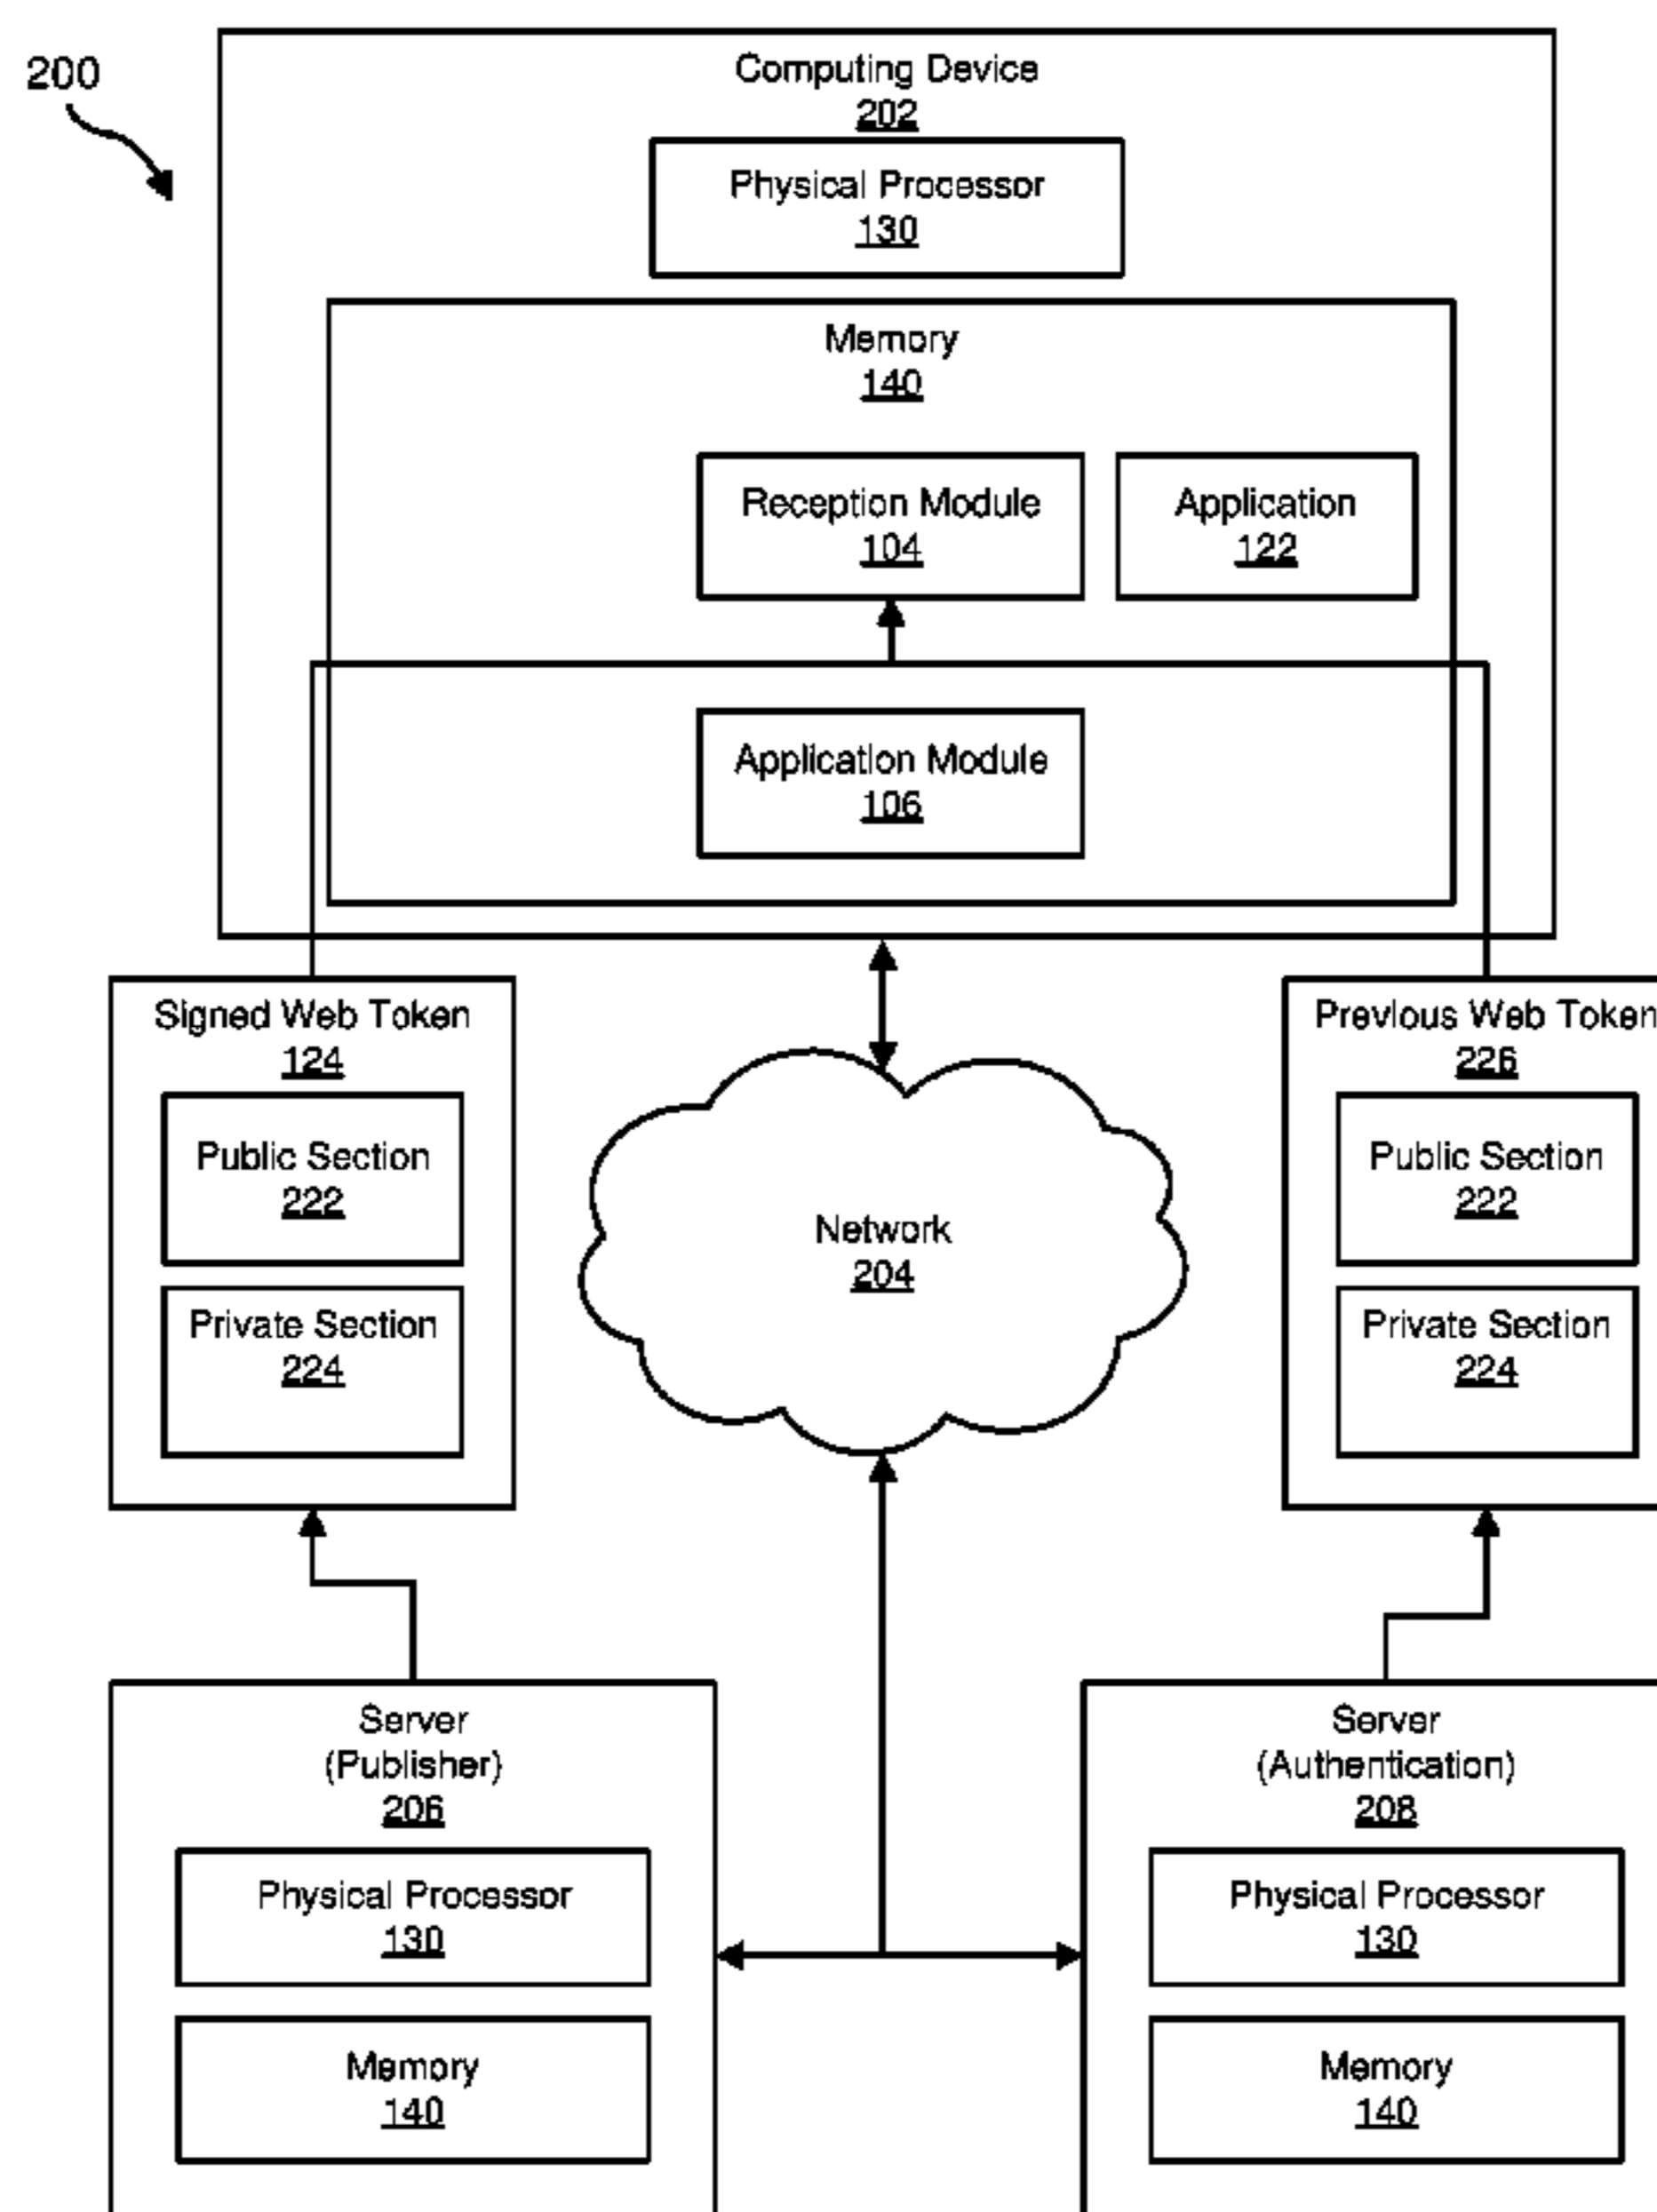 200
Computing Device
202
Physical Processor
130
Memory
140
Reception Module
104
Application
122
Application Module
106
Signed Web Token
124
Public Section
222
Private Section
224
Network
204
Previous Web Token
226
Public Section
222
Private Section
224
Server
(Publisher)
206
Physical Processor
130
Memory
140
Server
(Authentication)
208
Physical Processor
130
Memory
140